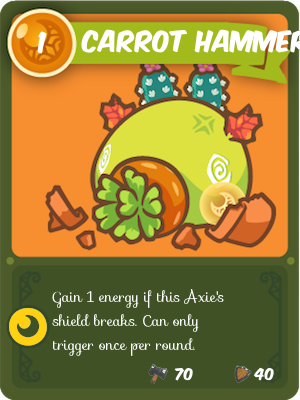 1 CARROT HAMMER
Gain 1 energy if this Axie's
shield breaks. Can only
trigger once per round.
70 40